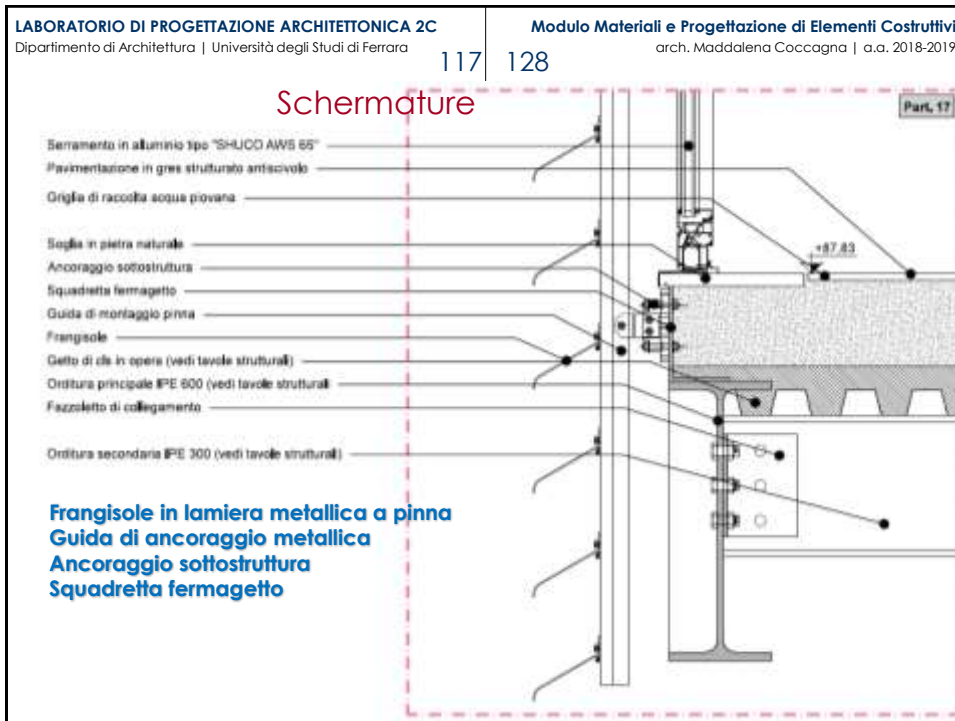 LABORATORIO DI PROGETTAZIONE ARCHITETTONICA 2C
Dipartimento di Architettura | Università degli Studi di Ferrara
117 128
Modulo Materiali e Progettazione di Elementi Costruttivi
arch. Maddalena Coccagna | a.a. 2018-2019
Schermature
Part. 17
Serramento in alluminio tipo "SHUCO AWS 65"
Pavimentazione in gres strutturato antiscivolo
Griglia di raccolta acqua piovana
+87,83
Soglia in pietra naturale
Ancoraggio sottostruttura
Squadretta fermagetto
Guida di montaggio pinna
Frangisole
Getto di cls in opera (vedi tavole strutturali)
Orditura principale IPE 600 (vedi tavole strutturali
Fazzoletto di collegamento
Orditura secondaria IPE 300 (vedi tavole strutturali)
Frangisole in lamiera metallica a pinna
Guida di ancoraggio metallica
Ancoraggio sottostruttura
Squadretta fermagetto